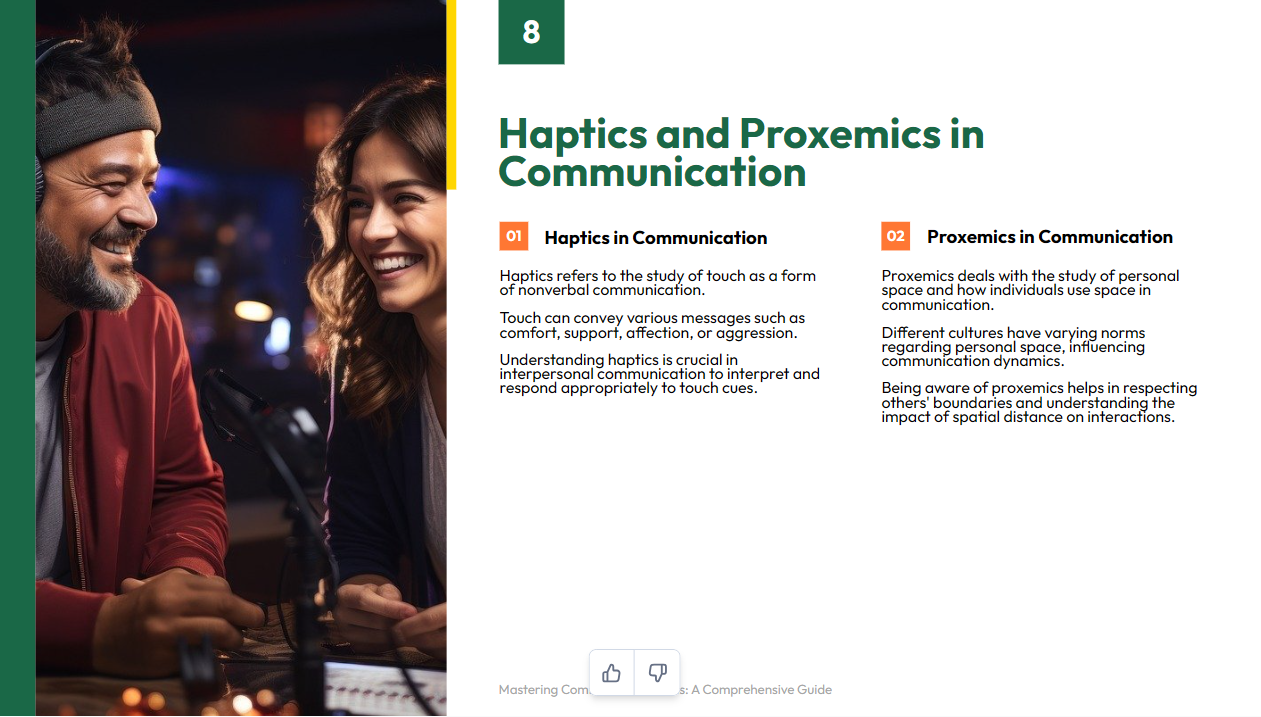 8
Haptics and Proxemics in
Communication
01
Haptics in Communication
Haptics refers to the study of touch as a form
of nonverbal communication.
Touch can convey various messages such as
comfort, support, affection, or aggression.
Understanding haptics is crucial in
interpersonal communication to interpret and
respond appropriately to touch cues.
02
Proxemics in Communication
Proxemics deals with the study of personal
space and how individuals use space in
communication.
Different cultures have varying norms
regarding personal space, influencing
communication dynamics.
Being aware of proxemics helps in respecting
others' boundaries and understanding the
impact of spatial distance on interactions.
Mastering : A Comprehensive Guide